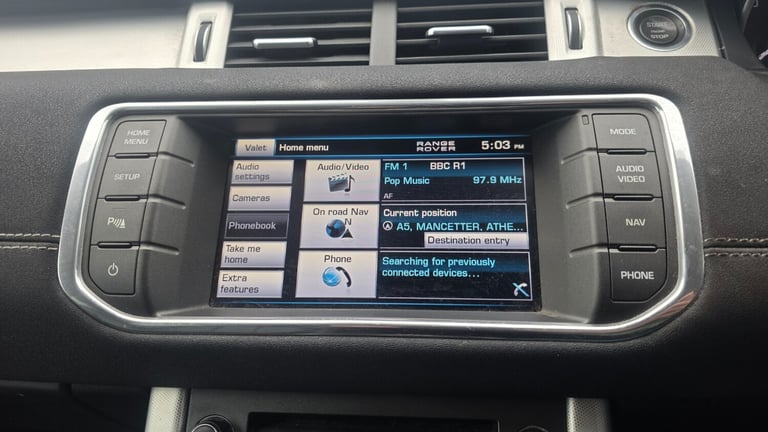 START
ENGINE
STOP
HOME
MENU
SETUP
P
Valet
Home menu
RANGE
ROVER
5:03 PM
Audio
settings
Cameras
Phonebook
Take me
home
Extra
features
Audio/Video
On road Nav
N
Phone
FM 1 BBC R1
Pop Music 97.9 MHz
AF
Current position
A5, MANCETTER, ATHE...
Destination entry
Searching for previously
connected devices...
MODE
AUDIO
VIDEO
NAV
PHONE